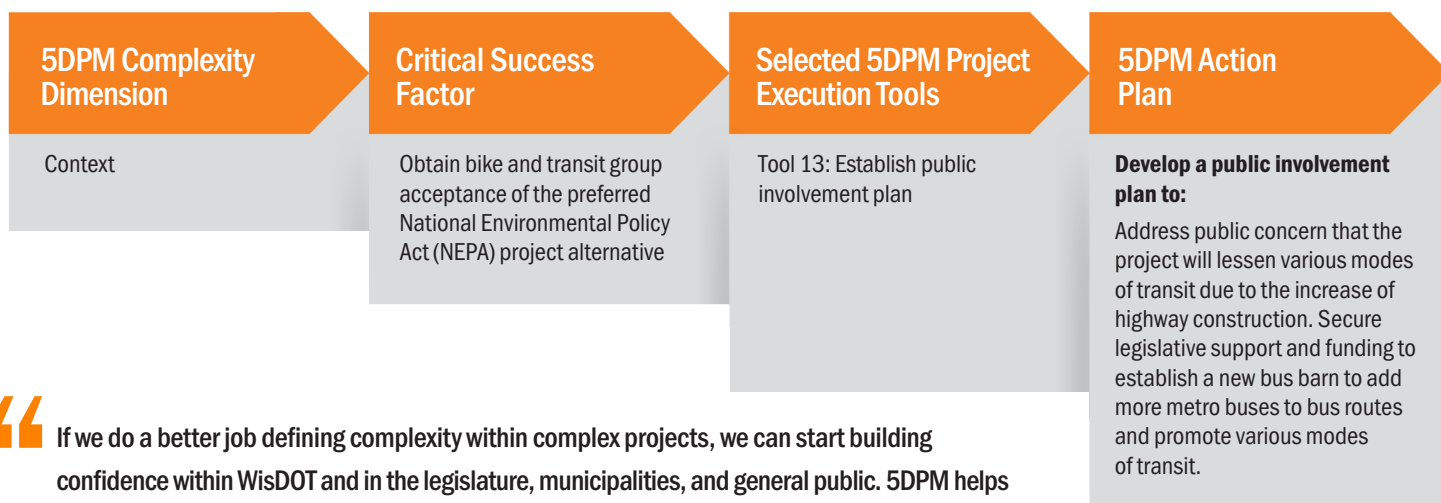 5DPM Complexity
Dimension
Context
Critical Success
Factor
Obtain bike and transit group
acceptance of the preferred
National Environmental Policy
Act (NEPA) project alternative
Selected 5DPM Project
Execution Tools
Tool 13: Establish public
involvement plan
5DPM Action
Plan
Develop a public involvement
plan to:
Address public concern that the
project will lessen various modes
of transit due to the increase of
highway construction. Secure
legislative support and funding to
establish a new bus barn to add
more metro buses to bus routes
and promote various modes
of transit.
“ If we do a better job defining complexity within complex projects, we can start building
confidence within WisDOT and in the legislature, municipalities, and general public. 5DPM helps